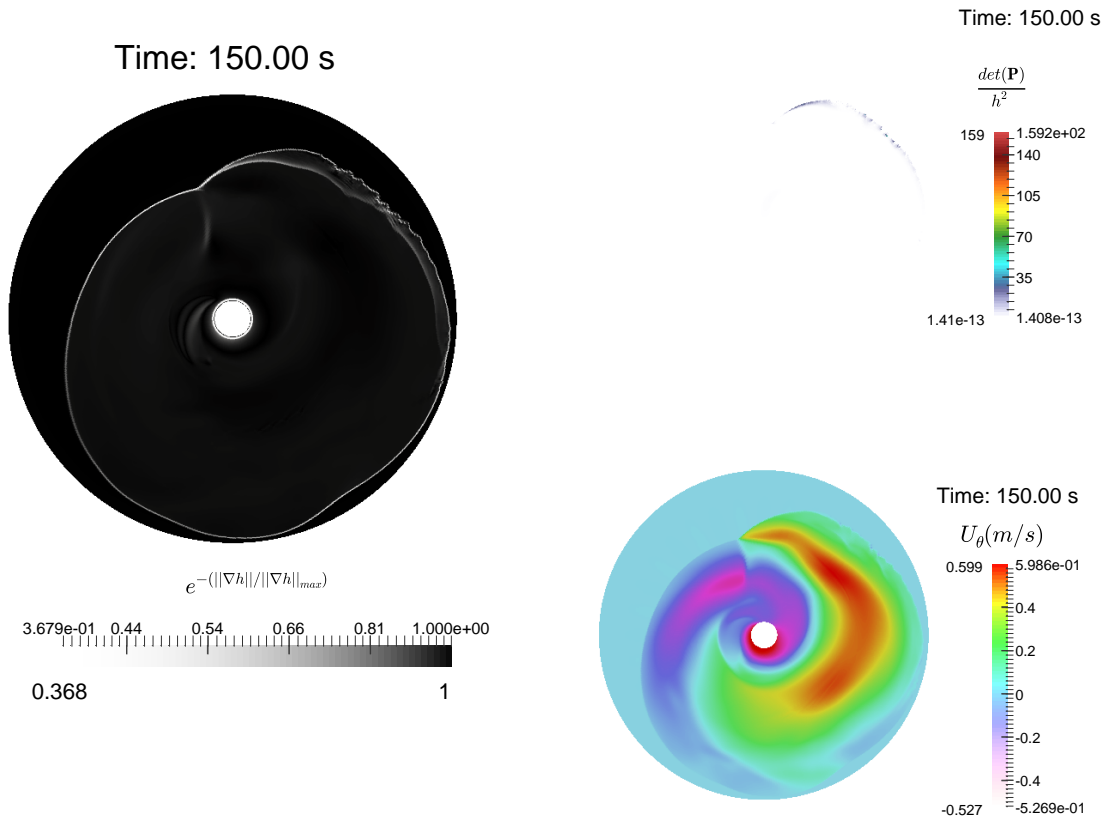 Time: 150.00 s
e^{-(||∇h||/||∇h||_{max})}
3.679e-01 0.44 0.54 0.66 0.81 1.000e+00
0.368 1
Time: 150.00 s
det(P)
h²
159 1.592e+02
140
105
70
35
1.41e-13 1.408e-13
Time: 150.00 s
U_θ(m/s)
0.599 5.986e-01
0.4
0.2
0
-0.2
-0.4
-0.527 -5.269e-01